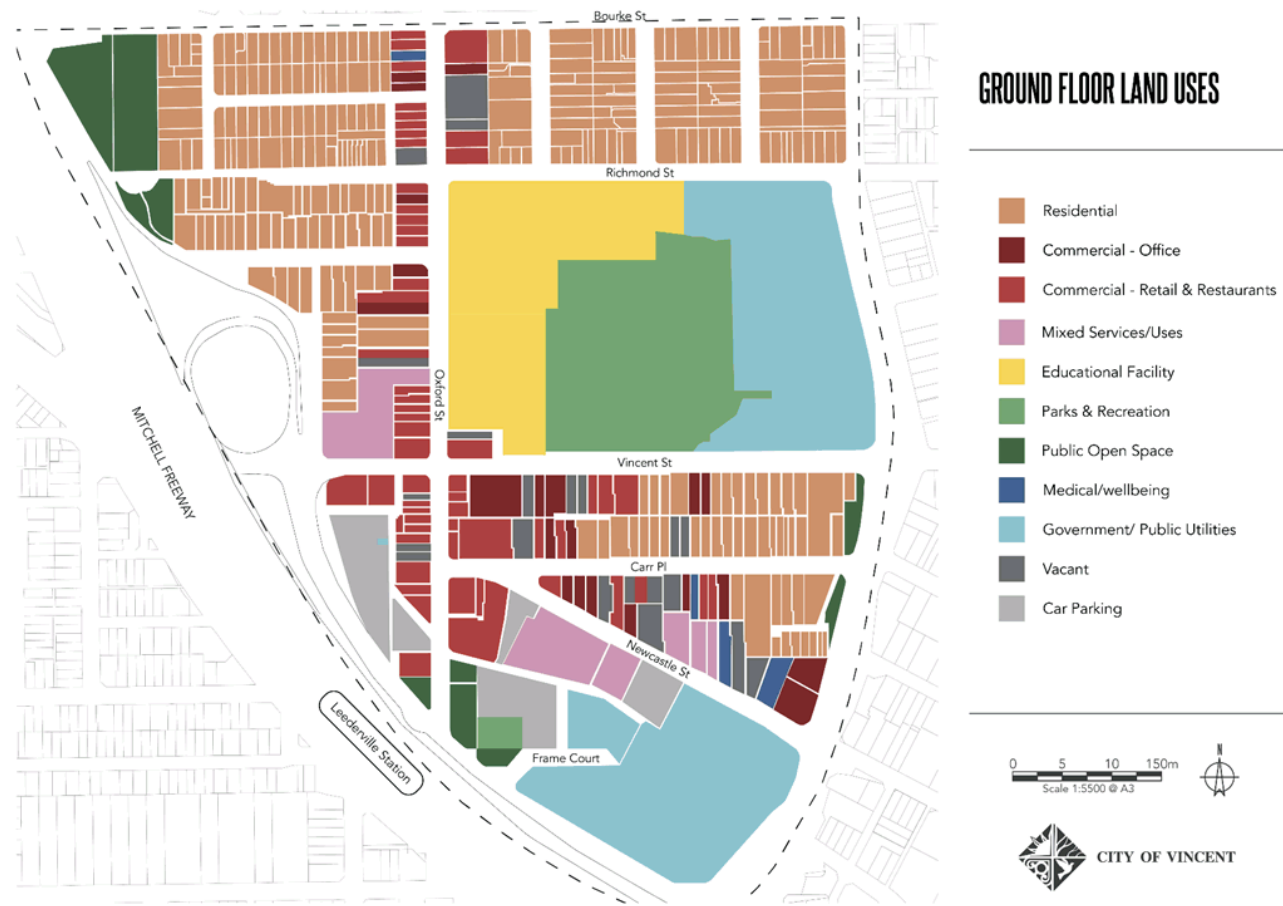 Bourke St
GROUND FLOOR LAND USES
Richmond St
Residential
Commercial - Office
Commercial - Retail & Restaurants
Mixed Services/Uses
Educational Facility
Parks & Recreation
Public Open Space
Medical/wellbeing
Government/ Public Utilities
Vacant
Car Parking
Oxford St
MITCHELL FREEWAY
Vincent St
Carr Pl
Newcastle St
Leederville Station
Frame Court
0 5 10 150m
Scale 1:5500 @ A3
N
CITY OF VINCENT